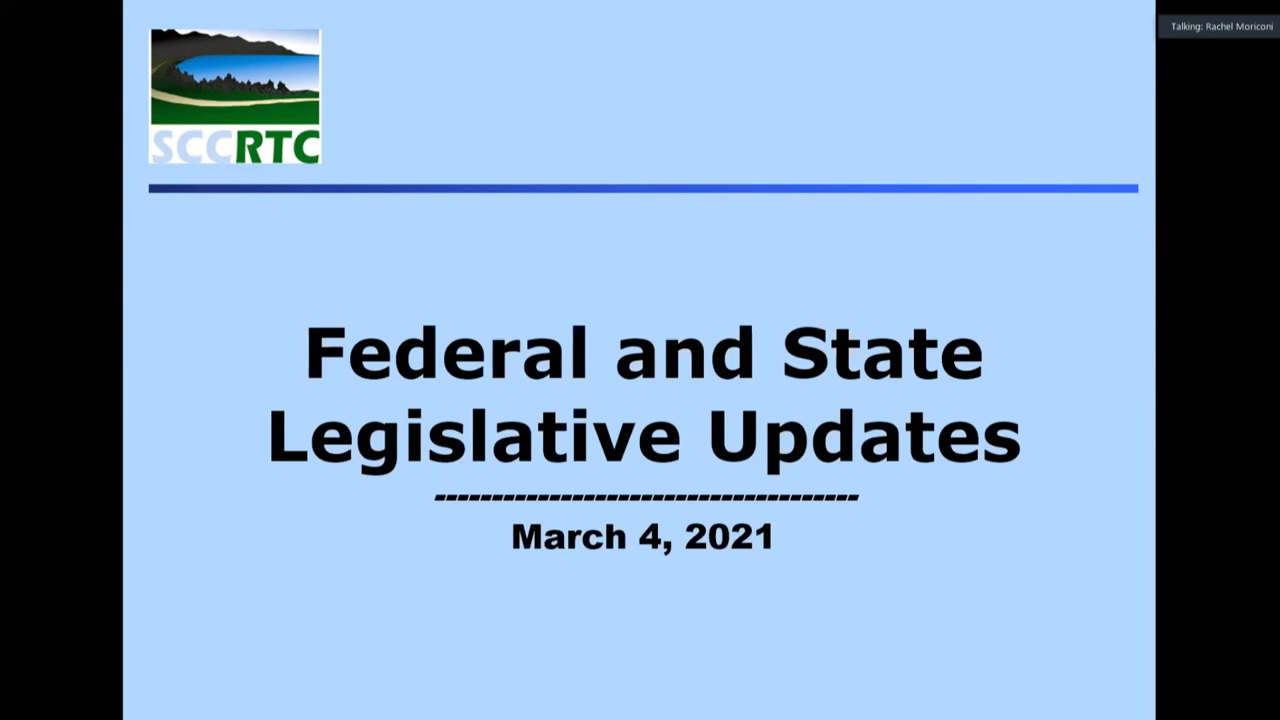 Talking: Rachel Moriconi
SCCRTC
Federal and State
Legislative Updates
March 4, 2021